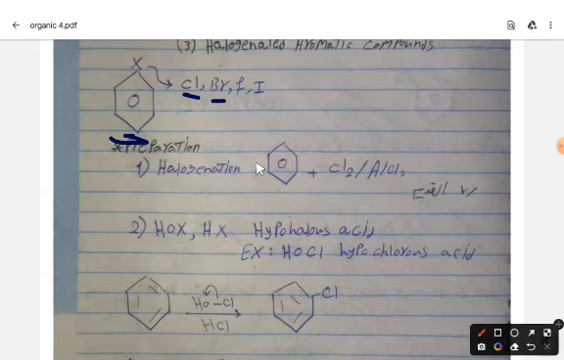 organic 4.pdf
(3) Halogenated Aromatic Compounds
X
Cl, Br, F, I
Preparation
1) Halogenation + Cl2/AlCl3
2) HOX, HX Hypohalous acid
EX: HOCl hypochlorous acid
HO-Cl
HCl
Cl